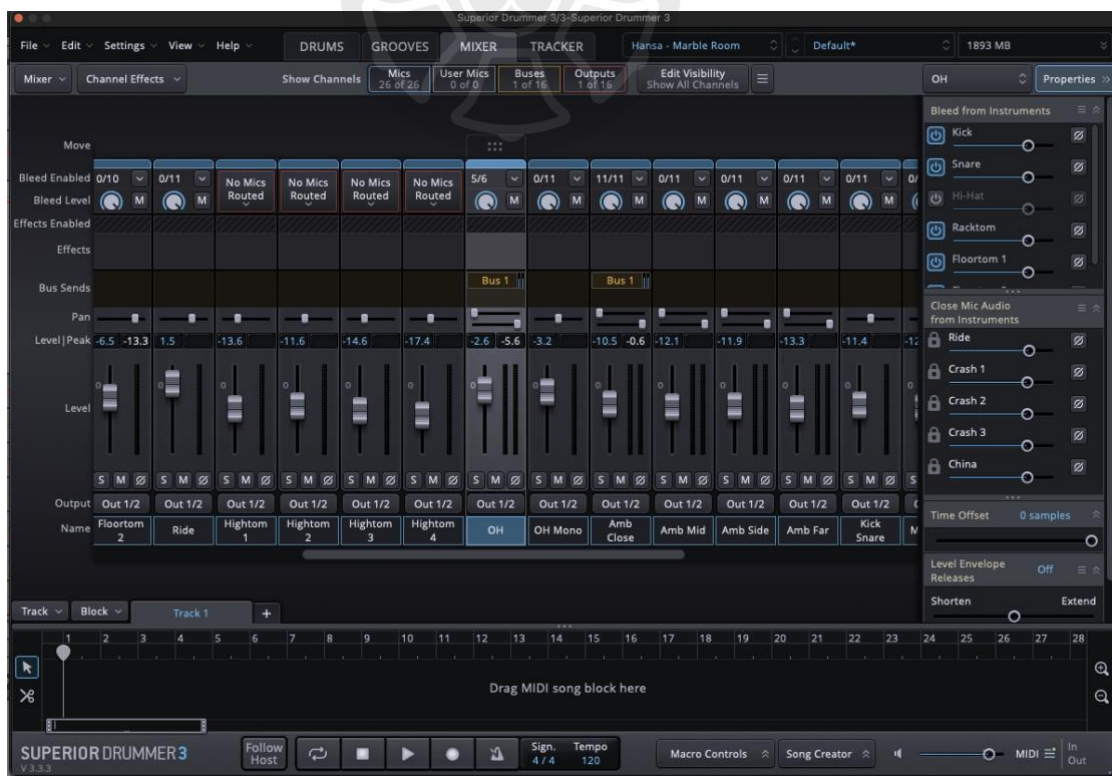 Superior Drummer 3/3-Superior Drummer 3
File Edit Settings View Help DRUMS GROOVES MIXER TRACKER Hansa - Marble Room Default* 1893 MB
Mixer Channel Effects Show Channels Mics 26 of 26 User Mics 0 of 0 Buses 1 of 16 Outputs 1 of 16 Edit Visibility Show All Channels OH Properties
Move
Bleed Enabled 0/10 0/11 No Mics Routed No Mics Routed No Mics Routed No Mics Routed 5/6 0/11 11/11 0/11 0/11 0/11 0/11
Bleed Level M M M M M M M M M
Effects Enabled
Effects
Bus Sends Bus 1 Bus 1
Pan
Level|Peak -6.5 -13.3 1.5 -13.6 -11.6 -14.6 -17.4 -2.6 -5.6 -3.2 -10.5 -0.6 -12.1 -11.9 -13.3 -11.4
Level
S M Ø S M Ø S M Ø S M Ø S M Ø S M Ø S M Ø S M Ø S M Ø S M Ø S M Ø S M Ø S M Ø S
Output Out 1/2 Out 1/2 Out 1/2 Out 1/2 Out 1/2 Out 1/2 Out 1/2 Out 1/2 Out 1/2 Out 1/2 Out 1/2 Out 1/2 Out 1/2
Name Floortom 2 Ride Hightom 1 Hightom 2 Hightom 3 Hightom 4 OH OH Mono Amb Close Amb Mid Amb Side Amb Far Kick Snare
Bleed from Instruments
Kick
Snare
Hi-Hat
Racktom
Floortom 1
Close Mic Audio
from Instruments
Ride
Crash 1
Crash 2
Crash 3
China
Time Offset 0 samples
Level Envelope
Releases Off
Shorten Extend
Track Block Track 1 +
1 2 3 4 5 6 7 8 9 10 11 12 13 14 15 16 17 18 19 20 21 22 23 24 25 26 27 28
Drag MIDI song block here
SUPERIOR DRUMMER 3
V 3.3.3
Follow Host
Sign. 4 / 4 Tempo 120
Macro Controls Song Creator MIDI In Out